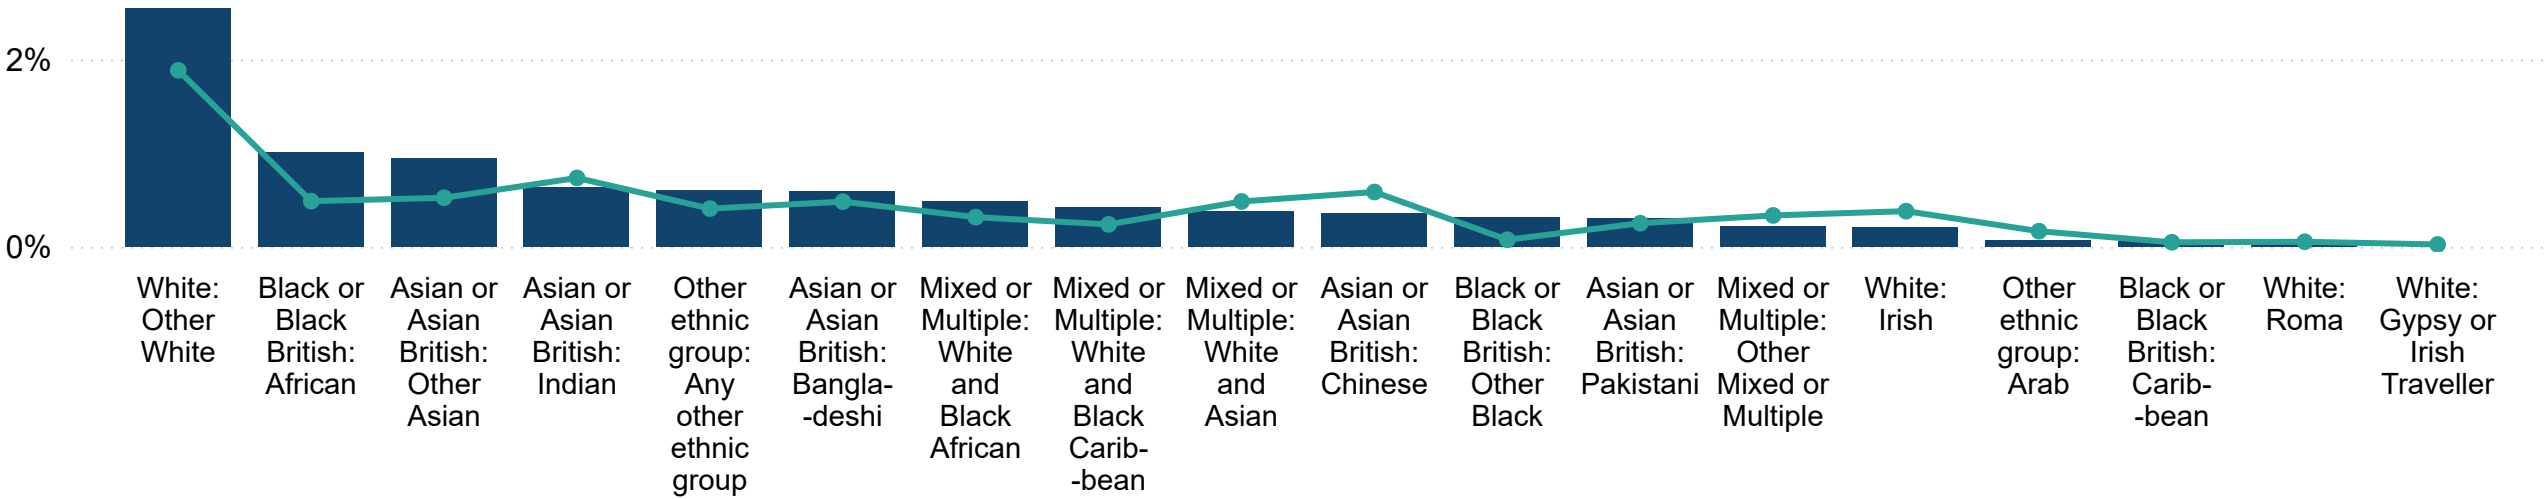 2%
0%
White:
Other
White
Black or
Black
British:
African
Asian or
Asian
British:
Other
Asian
Asian or
Asian
British:
Indian
Other
ethnic
group:
Any
other
ethnic
group
Asian or
Asian
British:
Bangla-
-deshi
Mixed or
Multiple:
White
and
Black
African
Mixed or
Multiple:
White
and
Black
Carib-
-bean
Mixed or
Multiple:
White
and
Asian
Asian or
Asian
British:
Chinese
Black or
Black
British:
Other
Black
Asian or
Asian
British:
Pakistani
Mixed or
Multiple:
Other
Mixed or
Multiple
White:
Irish
Other
ethnic
group:
Arab
Black or
Black
British:
Carib-
-bean
White:
Roma
White:
Gypsy or
Irish
Traveller